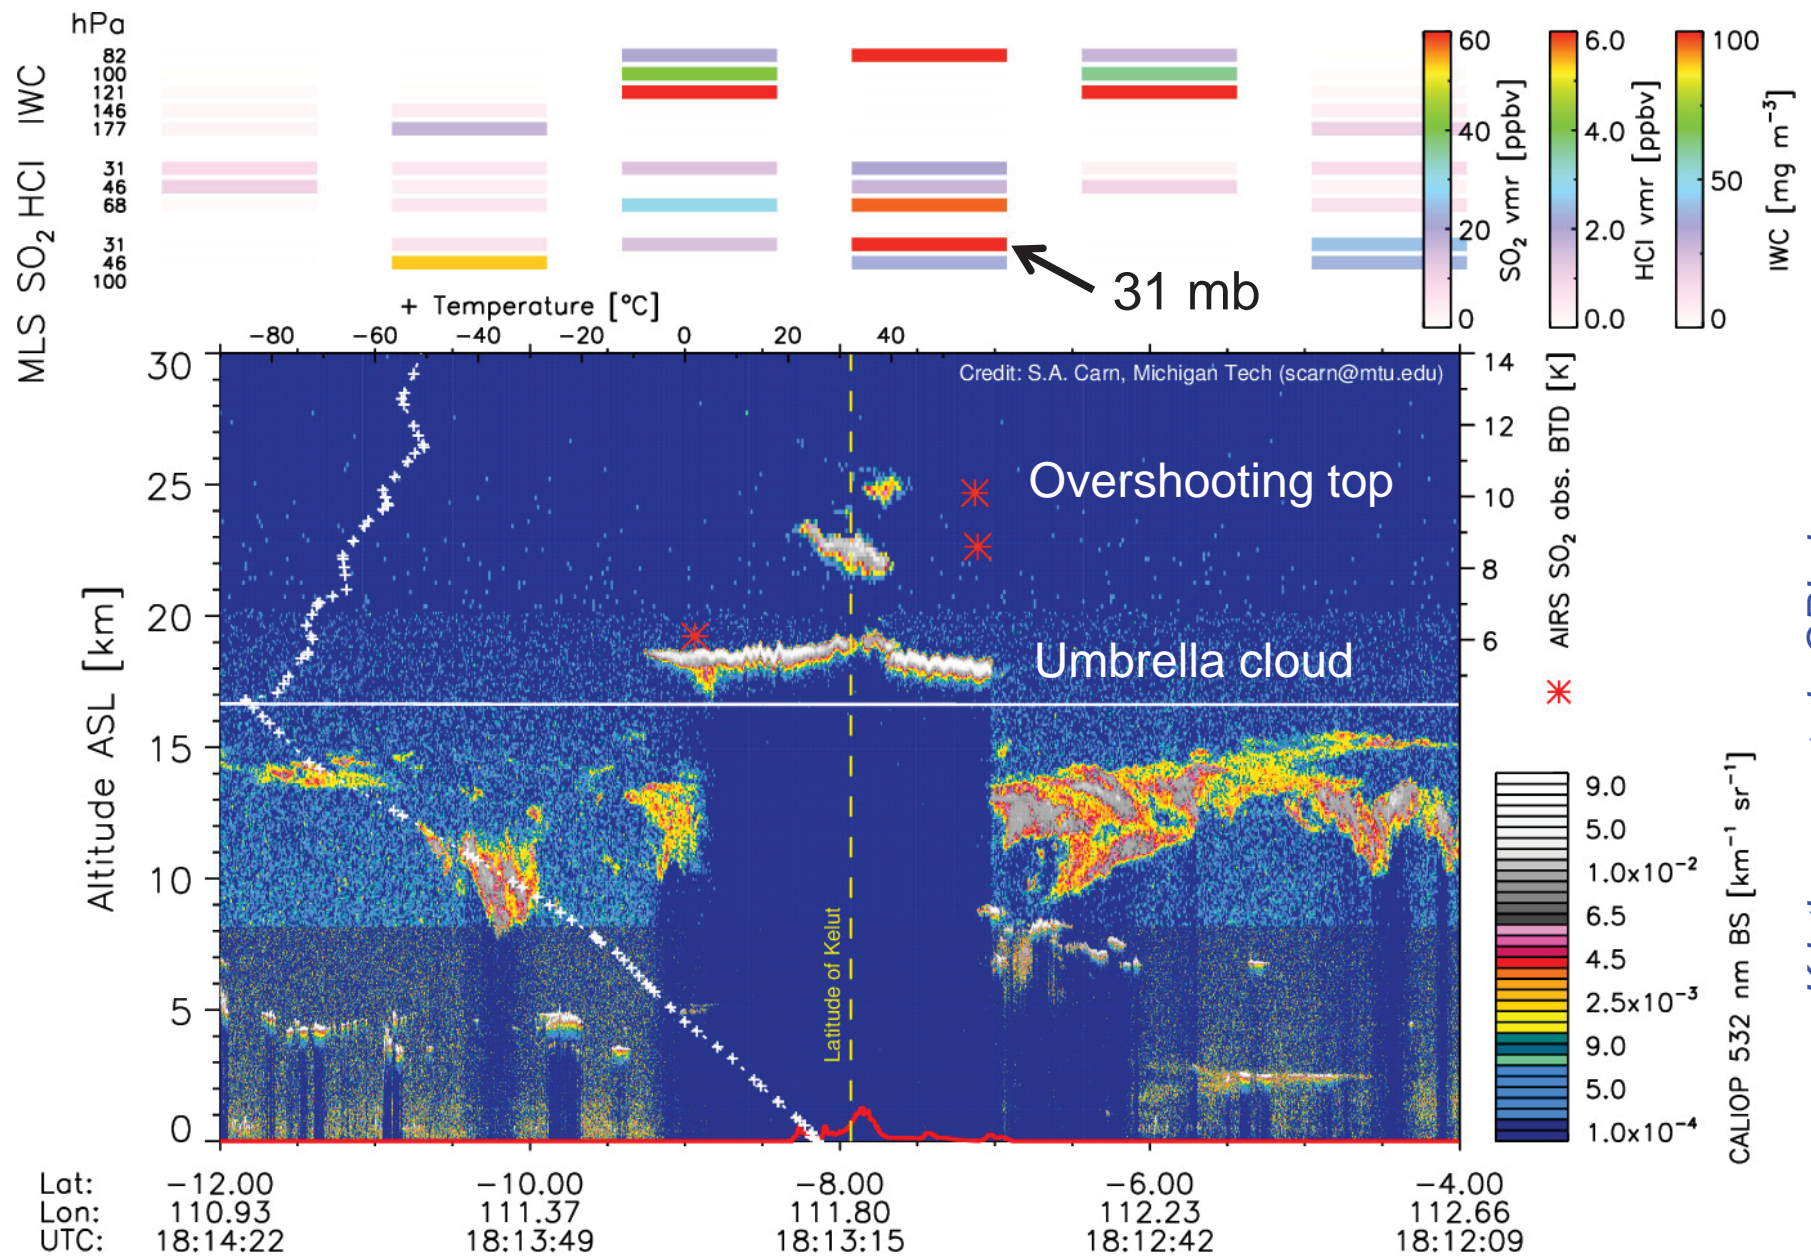 hPa
IWC
82
100
121
146
177
HCl
31
46
68
MLS SO2
31
46
100
31 mb
60
40
20
0
SO2 vmr [ppbv]
6.0
4.0
2.0
0.0
HCl vmr [ppbv]
100
50
0
IWC [mg m−3]
+ Temperature [°C]
−80 −60 −40 −20 0 20 40
Credit: S.A. Carn, Michigan Tech (scarn@mtu.edu)
Altitude ASL [km]
30
25
20
15
10
5
0
14
12
10
8
6
AIRS SO2 abs. BTD [K]
Overshooting top
Umbrella cloud
Latitude of Kelut
9.0
5.0
1.0x10−2
6.5
4.5
2.5x10−3
9.0
5.0
1.0x10−4
CALIOP 532 nm BS [km−1 sr−1]
Lat: −12.00 −10.00 −8.00 −6.00 −4.00
Lon: 110.93 111.37 111.80 112.23 112.66
UTC: 18:14:22 18:13:49 18:13:15 18:12:42 18:12:09